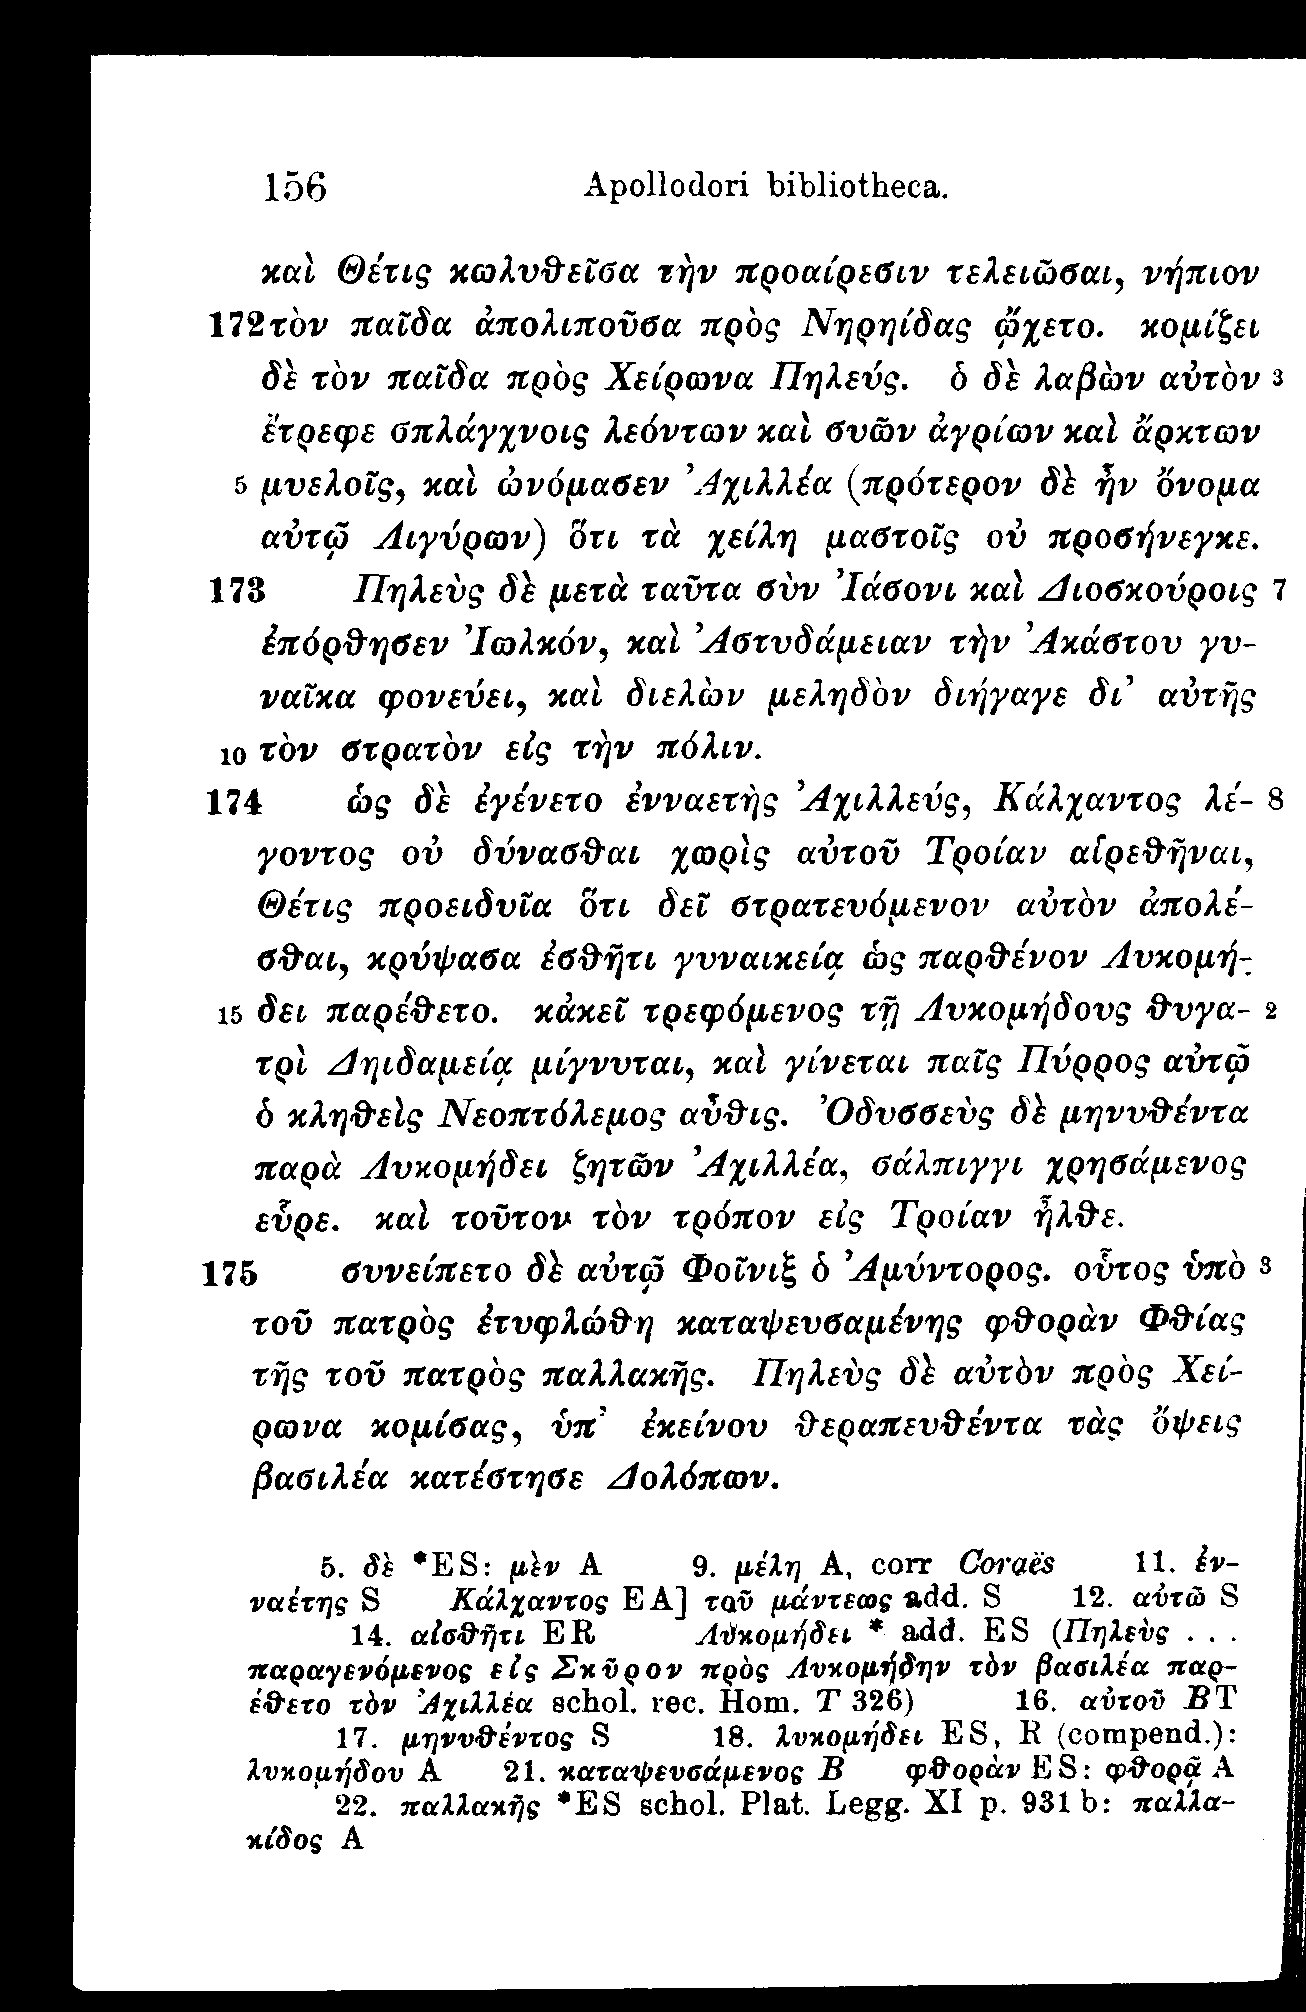 156 Apollodori bibliotheca.
καὶ Θέτις κωλυθεῖσα τὴν προαίρεσιν τελειῶσαι, νήπιον
172 τὸν παῖδα ἀπολιποῦσα πρὸς Νηρηίδας ᾤχετο. κομίζει
δὲ τὸν παῖδα πρὸς Χείρωνα Πηλεύς. ὁ δὲ λαβὼν αὐτὸν 3
ἔτρεφε σπλάγχνοις λεόντων καὶ συῶν ἀγρίων καὶ ἄρκτων
5 μυελοῖς, καὶ ὠνόμασεν Ἀχιλλέα (πρότερον δὲ ἦν ὄνομα
αὐτῷ Λιγύρων) ὅτι τὰ χείλη μαστοῖς οὐ προσήνεγκε.
173 Πηλεὺς δὲ μετὰ ταῦτα σὺν Ἰάσονι καὶ Διοσκούροις 7
ἐπόρθησεν Ἰωλκόν, καὶ Ἀστυδάμειαν τὴν Ἀκάστου γυ-
ναῖκα φονεύει, καὶ διελὼν μεληδὸν διήγαγε δι' αὐτῆς
10 τὸν στρατὸν εἰς τὴν πόλιν.
174 ὡς δὲ ἐγένετο ἐνναετὴς Ἀχιλλεύς, Κάλχαντος λέ- 8
γοντος οὐ δύνασθαι χωρὶς αὐτοῦ Τροίαν αἱρεθῆναι,
Θέτις προειδυῖα ὅτι δεῖ στρατευόμενον αὐτὸν ἀπολέ-
σθαι, κρύψασα ἐσθῆτι γυναικείᾳ ὡς παρθένον Λυκομή-
15 δει παρέθετο. κἀκεῖ τρεφόμενος τῇ Λυκομήδους θυγα- 2
τρὶ Δηιδαμείᾳ μίγνυται, καὶ γίνεται παῖς Πύρρος αὐτῷ
ὁ κληθεὶς Νεοπτόλεμος αὖθις. Ὀδυσσεὺς δὲ μηνυθέντα
παρὰ Λυκομήδει ζητῶν Ἀχιλλέα, σάλπιγγι χρησάμενος
εὗρε. καὶ τοῦτον τὸν τρόπον εἰς Τροίαν ἦλθε.
175 συνείπετο δὲ αὐτῷ Φοῖνιξ ὁ Ἀμύντορος. οὗτος ὑπὸ 3
τοῦ πατρὸς ἐτυφλώθη καταψευσαμένης φθορὰν Φθίας
τῆς τοῦ πατρὸς παλλακῆς. Πηλεὺς δὲ αὐτὸν πρὸς Χεί-
ρωνα κομίσας, ὑπ' ἐκείνου θεραπευθέντα τὰς ὄψεις
βασιλέα κατέστησε Δολόπων.
5. δὲ *ES: μὲν A 9. μέλη A, corr Coraës 11. ἐν-
ναέτης S Κάλχαντος EA] τοῦ μάντεως add. S 12. αὐτῶ S
14. αἰσθῆτι ER Λυκομήδει * add. ES (Πηλεὺς . . .
παραγενόμενος εἰς Σκῦρον πρὸς Λυκομήδην τὸν βασιλέα παρ-
έθετο τὸν Ἀχιλλέα schol. rec. Hom. T 326) 16. αὐτοῦ BT
17. μηνυθέντος S 18. λυκομήδει ES, R (compend.):
λυκομήδου A 21. καταψευσάμενος B φθορὰν ES: φθορᾷ A
22. παλλακῆς *ES schol. Plat. Legg. XI p. 931 b: παλλα-
κίδος A